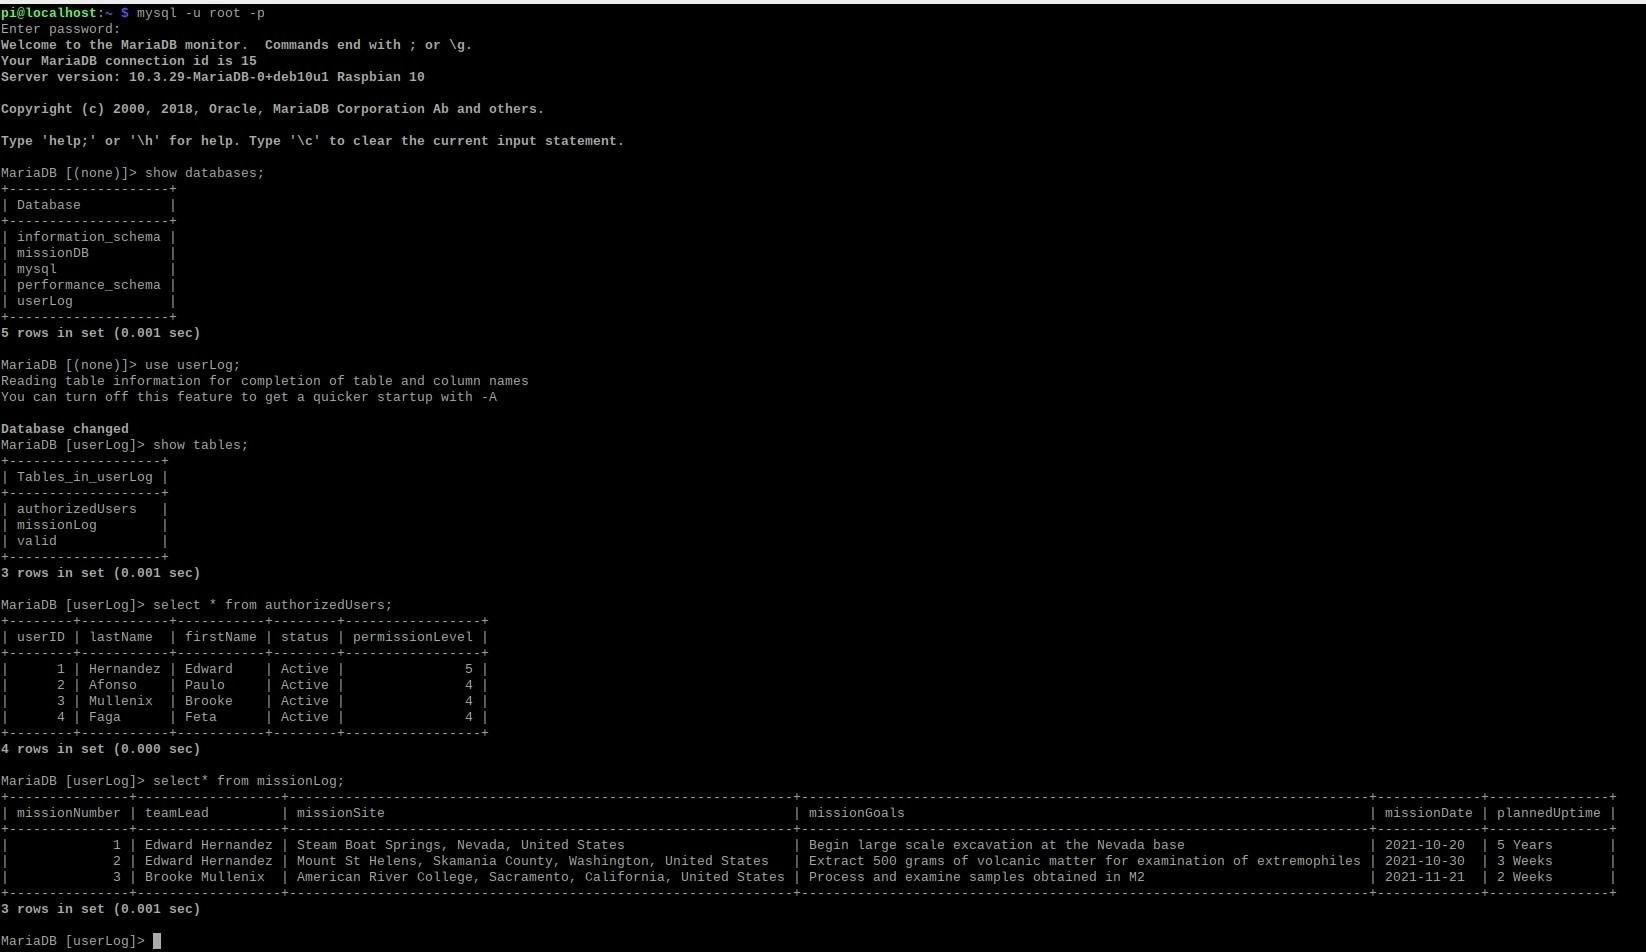 pi@localhost:~ $ mysql -u root -p
Enter password:
Welcome to the MariaDB monitor.  Commands end with ; or \g.
Your MariaDB connection id is 15
Server version: 10.3.29-MariaDB-0+deb10u1 Raspbian 10

Copyright (c) 2000, 2018, Oracle, MariaDB Corporation Ab and others.

Type 'help;' or '\h' for help. Type '\c' to clear the current input statement.

MariaDB [(none)]> show databases;
+--------------------+
| Database           |
+--------------------+
| information_schema |
| missionDB          |
| mysql              |
| performance_schema |
| userLog            |
+--------------------+
5 rows in set (0.001 sec)

MariaDB [(none)]> use userLog;
Reading table information for completion of table and column names
You can turn off this feature to get a quicker startup with -A

Database changed
MariaDB [userLog]> show tables;
+-------------------+
| Tables_in_userLog |
+-------------------+
| authorizedUsers   |
| missionLog        |
| valid             |
+-------------------+
3 rows in set (0.001 sec)

MariaDB [userLog]> select * from authorizedUsers;
+--------+-----------+-----------+--------+-----------------+
| userID | lastName  | firstName | status | permissionLevel |
+--------+-----------+-----------+--------+-----------------+
|      1 | Hernandez | Edward    | Active |               5 |
|      2 | Afonso    | Paulo     | Active |               4 |
|      3 | Mullenix  | Brooke    | Active |               4 |
|      4 | Faga      | Feta      | Active |               4 |
+--------+-----------+-----------+--------+-----------------+
4 rows in set (0.000 sec)

MariaDB [userLog]> select* from missionLog;
+---------------+------------------+---------------------------------------------------------------+-----------------------------------------------------------------------+-------------+---------------+
| missionNumber | teamLead         | missionSite                                                   | missionGoals                                                          | missionDate | plannedUptime |
+---------------+------------------+---------------------------------------------------------------+-----------------------------------------------------------------------+-------------+---------------+
|             1 | Edward Hernandez | Steam Boat Springs, Nevada, United States                     | Begin large scale excavation at the Nevada base                       | 2021-10-20  | 5 Years       |
|             2 | Edward Hernandez | Mount St Helens, Skamania County, Washington, United States   | Extract 500 grams of volcanic matter for examination of extremophiles | 2021-10-30  | 3 Weeks       |
|             3 | Brooke Mullenix  | American River College, Sacramento, California, United States | Process and examine samples obtained in M2                            | 2021-11-21  | 2 Weeks       |
+---------------+------------------+---------------------------------------------------------------+-----------------------------------------------------------------------+-------------+---------------+
3 rows in set (0.001 sec)

MariaDB [userLog]>